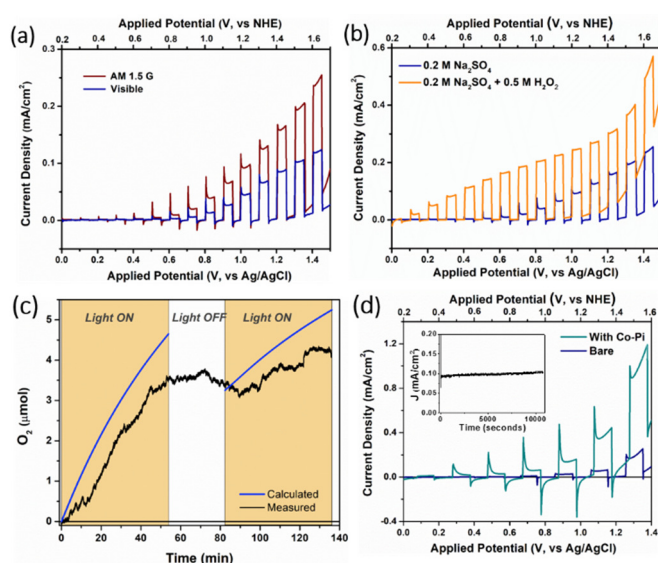 (a)
Applied Potential (V, vs NHE)
0.2 0.4 0.6 0.8 1.0 1.2 1.4 1.6
0.3
0.2
0.1
0.0
Current Density (mA/cm²)
AM 1.5 G
Visible
0.0 0.2 0.4 0.6 0.8 1.0 1.2 1.4
Applied Potential (V, vs Ag/AgCl)
(b)
Applied Potential (V, vs NHE)
0.2 0.4 0.6 0.8 1.0 1.2 1.4 1.6
0.6
0.4
0.2
0.0
Current Density (mA/cm²)
0.2 M Na₂SO₄
0.2 M Na₂SO₄ + 0.5 M H₂O₂
0.0 0.2 0.4 0.6 0.8 1.0 1.2 1.4
Applied Potential (V, vs Ag/AgCl)
(c)
Light ON Light OFF Light ON
5
4
3
2
1
0
O₂ (μmol)
Calculated
Measured
0 20 40 60 80 100 120 140
Time (min)
(d)
Applied Potential (V, vs NHE)
0.2 0.4 0.6 0.8 1.0 1.2 1.4 1.6
1.2
0.8
0.4
0.0
-0.4
Current Density (mA/cm²)
With Co-Pi
Bare
0.20
0.15
0.10
0.05
0.00
J (mA/cm²)
0 5000 10000
Time (seconds)
0.0 0.2 0.4 0.6 0.8 1.0 1.2 1.4
Applied Potential (V, vs Ag/AgCl)